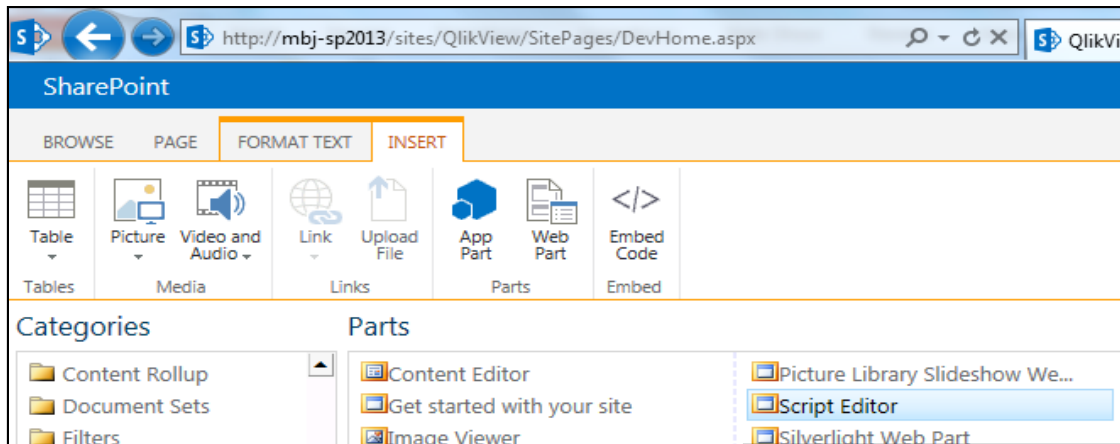 http://mbj-sp2013/sites/QlikView/SitePages/DevHome.aspx
QlikVi
SharePoint
BROWSE PAGE FORMAT TEXT INSERT
Table Picture Video and Audio Link Upload File App Part Web Part Embed Code
Tables Media Links Parts Embed
Categories Parts
Content Rollup Content Editor Picture Library Slideshow We...
Document Sets Get started with your site Script Editor
Filters Image Viewer Silverlight Web Part